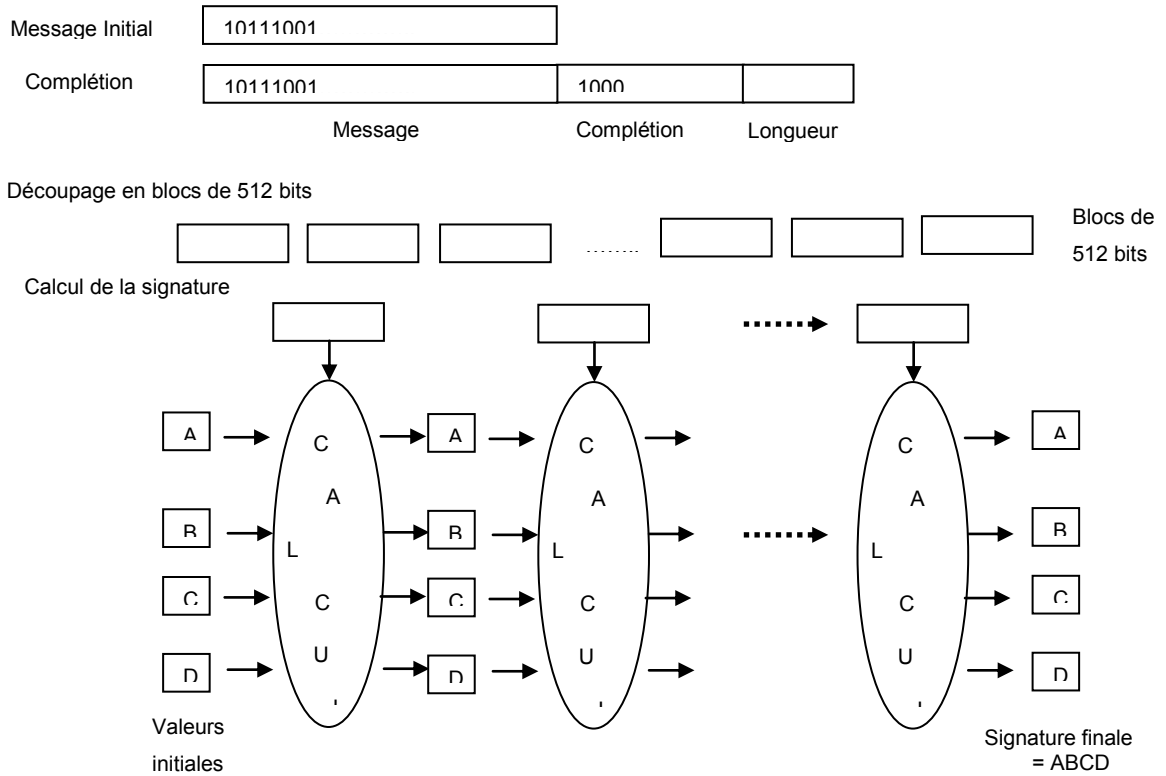 Message Initial
10111001
Complétion
10111001
1000
Message
Complétion
Longueur
Découpage en blocs de 512 bits
........
Blocs de
512 bits
Calcul de la signature
C
A
L
C
U
C
A
L
C
U
C
A
L
C
U
A
A
A
B
B
B
C
C
C
D
D
D
Valeurs
initiales
Signature finale
= ABCD